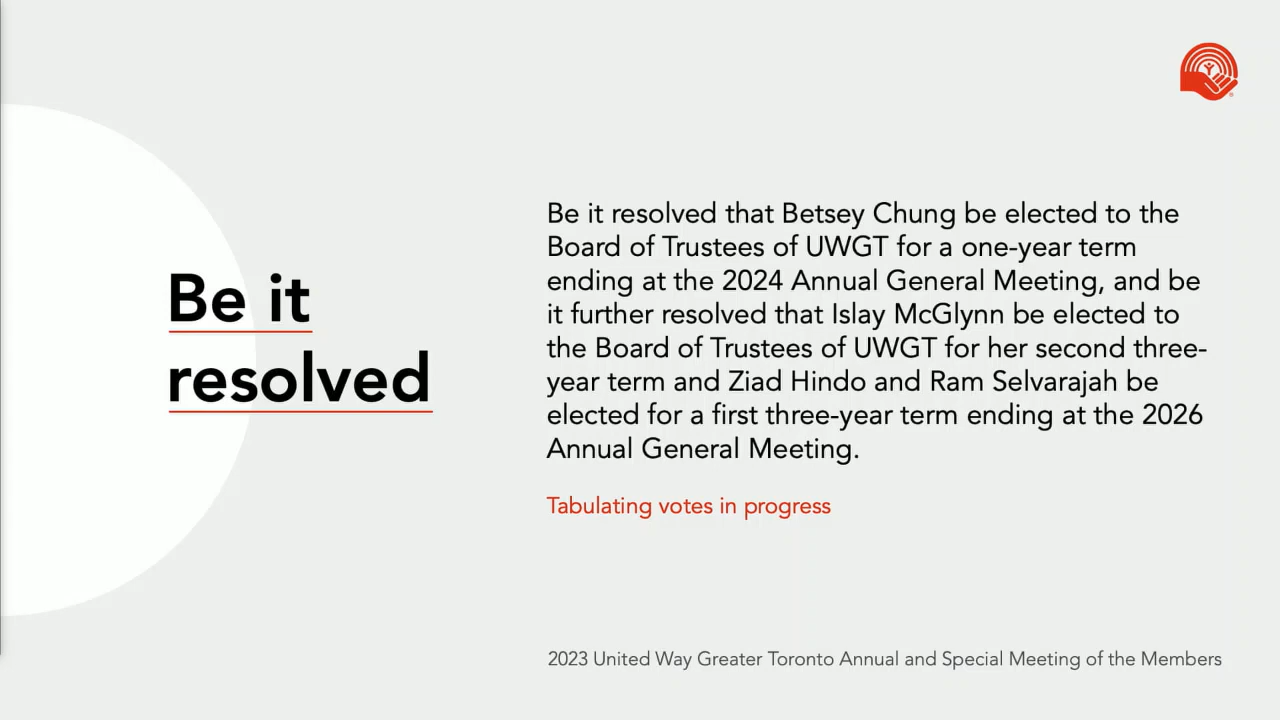 Be it
resolved
Be it resolved that Betsey Chung be elected to the
Board of Trustees of UWGT for a one-year term
ending at the 2024 Annual General Meeting, and be
it further resolved that Islay McGlynn be elected to
the Board of Trustees of UWGT for her second three-
year term and Ziad Hindo and Ram Selvarajah be
elected for a first three-year term ending at the 2026
Annual General Meeting.
Tabulating votes in progress
2023 United Way Greater Toronto Annual and Special Meeting of the Members